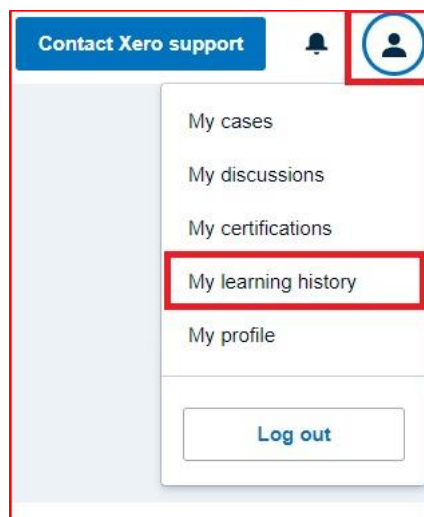 Contact Xero support
My cases
My discussions
My certifications
My learning history
My profile
Log out